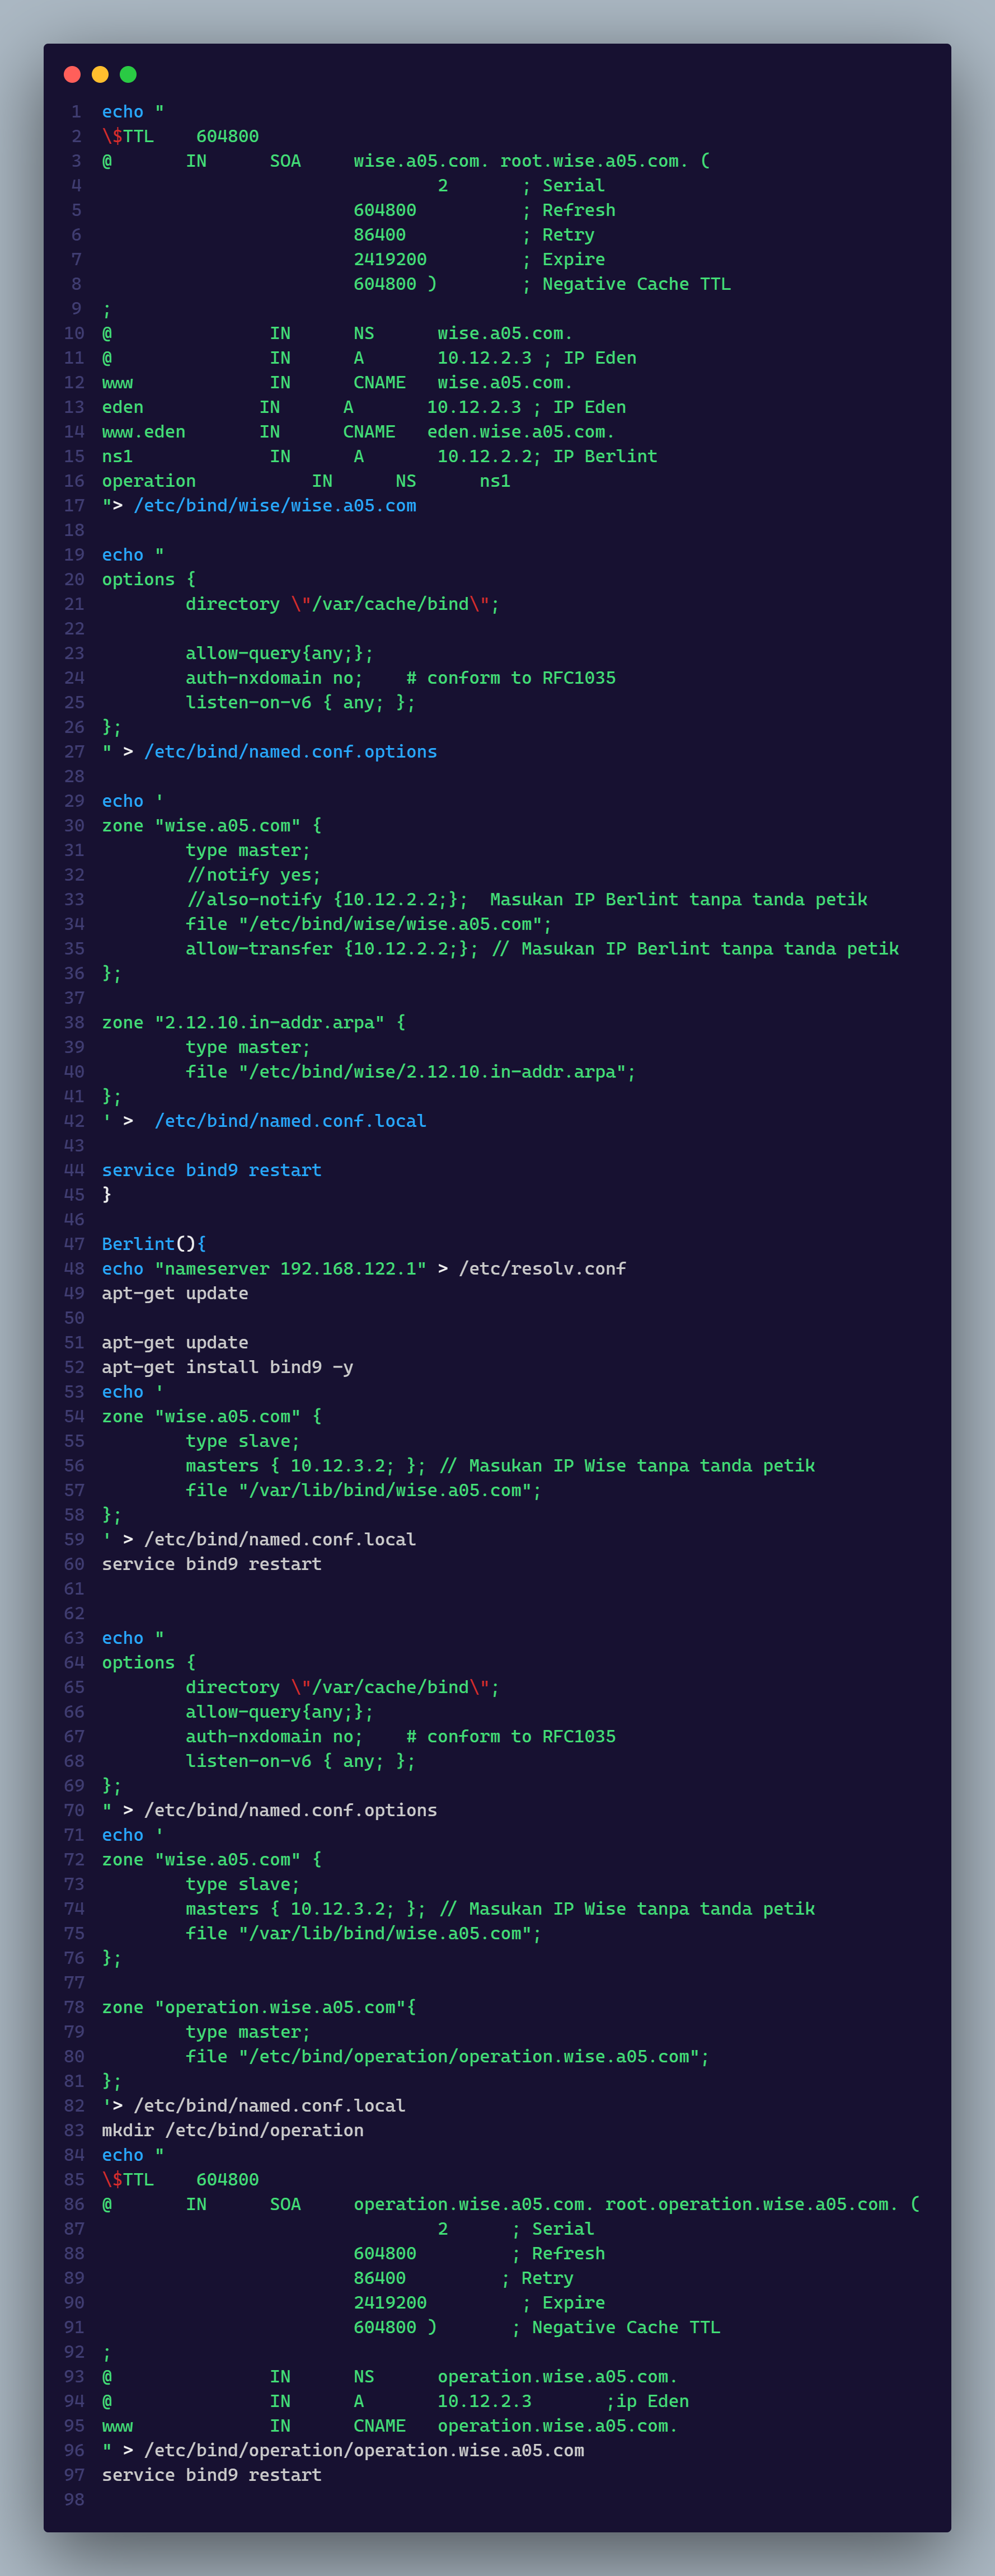 1 echo "
2 \$TTL    604800
3 @       IN      SOA     wise.a05.com. root.wise.a05.com. (
4                                 2       ; Serial
5                         604800          ; Refresh
6                         86400           ; Retry
7                         2419200         ; Expire
8                         604800 )        ; Negative Cache TTL
9 ;
10 @               IN      NS      wise.a05.com.
11 @               IN      A       10.12.2.3 ; IP Eden
12 www             IN      CNAME   wise.a05.com.
13 eden           IN      A       10.12.2.3 ; IP Eden
14 www.eden       IN      CNAME   eden.wise.a05.com.
15 ns1             IN      A       10.12.2.2; IP Berlint
16 operation           IN      NS      ns1
17 "> /etc/bind/wise/wise.a05.com
18
19 echo "
20 options {
21         directory \"/var/cache/bind\";
22
23         allow-query{any;};
24         auth-nxdomain no;    # conform to RFC1035
25         listen-on-v6 { any; };
26 };
27 " > /etc/bind/named.conf.options
28
29 echo '
30 zone "wise.a05.com" {
31         type master;
32         //notify yes;
33         //also-notify {10.12.2.2;};  Masukan IP Berlint tanpa tanda petik
34         file "/etc/bind/wise/wise.a05.com";
35         allow-transfer {10.12.2.2;}; // Masukan IP Berlint tanpa tanda petik
36 };
37
38 zone "2.12.10.in-addr.arpa" {
39         type master;
40         file "/etc/bind/wise/2.12.10.in-addr.arpa";
41 };
42 ' >  /etc/bind/named.conf.local
43
44 service bind9 restart
45 }
46
47 Berlint(){
48 echo "nameserver 192.168.122.1" > /etc/resolv.conf
49 apt-get update
50
51 apt-get update
52 apt-get install bind9 -y
53 echo '
54 zone "wise.a05.com" {
55         type slave;
56         masters { 10.12.3.2; }; // Masukan IP Wise tanpa tanda petik
57         file "/var/lib/bind/wise.a05.com";
58 };
59 ' > /etc/bind/named.conf.local
60 service bind9 restart
61
62
63 echo "
64 options {
65         directory \"/var/cache/bind\";
66         allow-query{any;};
67         auth-nxdomain no;    # conform to RFC1035
68         listen-on-v6 { any; };
69 };
70 " > /etc/bind/named.conf.options
71 echo '
72 zone "wise.a05.com" {
73         type slave;
74         masters { 10.12.3.2; }; // Masukan IP Wise tanpa tanda petik
75         file "/var/lib/bind/wise.a05.com";
76 };
77
78 zone "operation.wise.a05.com"{
79         type master;
80         file "/etc/bind/operation/operation.wise.a05.com";
81 };
82 '> /etc/bind/named.conf.local
83 mkdir /etc/bind/operation
84 echo "
85 \$TTL    604800
86 @       IN      SOA     operation.wise.a05.com. root.operation.wise.a05.com. (
87                                 2      ; Serial
88                         604800         ; Refresh
89                         86400         ; Retry
90                         2419200         ; Expire
91                         604800 )       ; Negative Cache TTL
92 ;
93 @               IN      NS      operation.wise.a05.com.
94 @               IN      A       10.12.2.3       ;ip Eden
95 www             IN      CNAME   operation.wise.a05.com.
96 " > /etc/bind/operation/operation.wise.a05.com
97 service bind9 restart
98